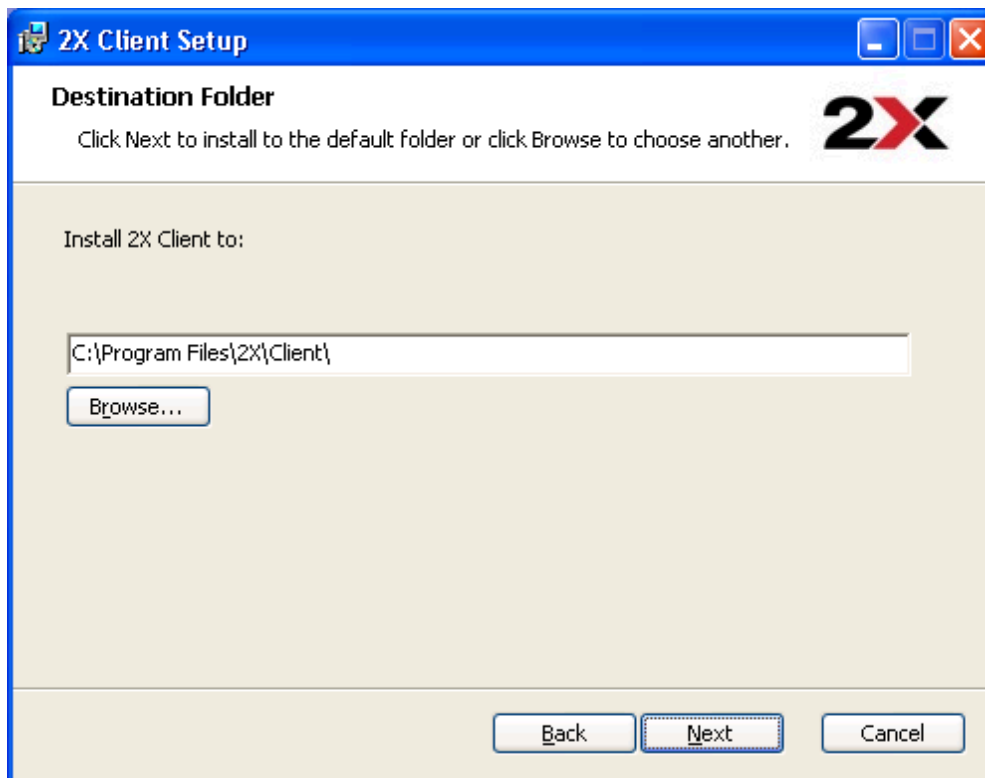 2X Client Setup
Destination Folder
Click Next to install to the default folder or click Browse to choose another.
2X
Install 2X Client to:
C:\Program Files\2X\Client\
Browse...
Back Next Cancel